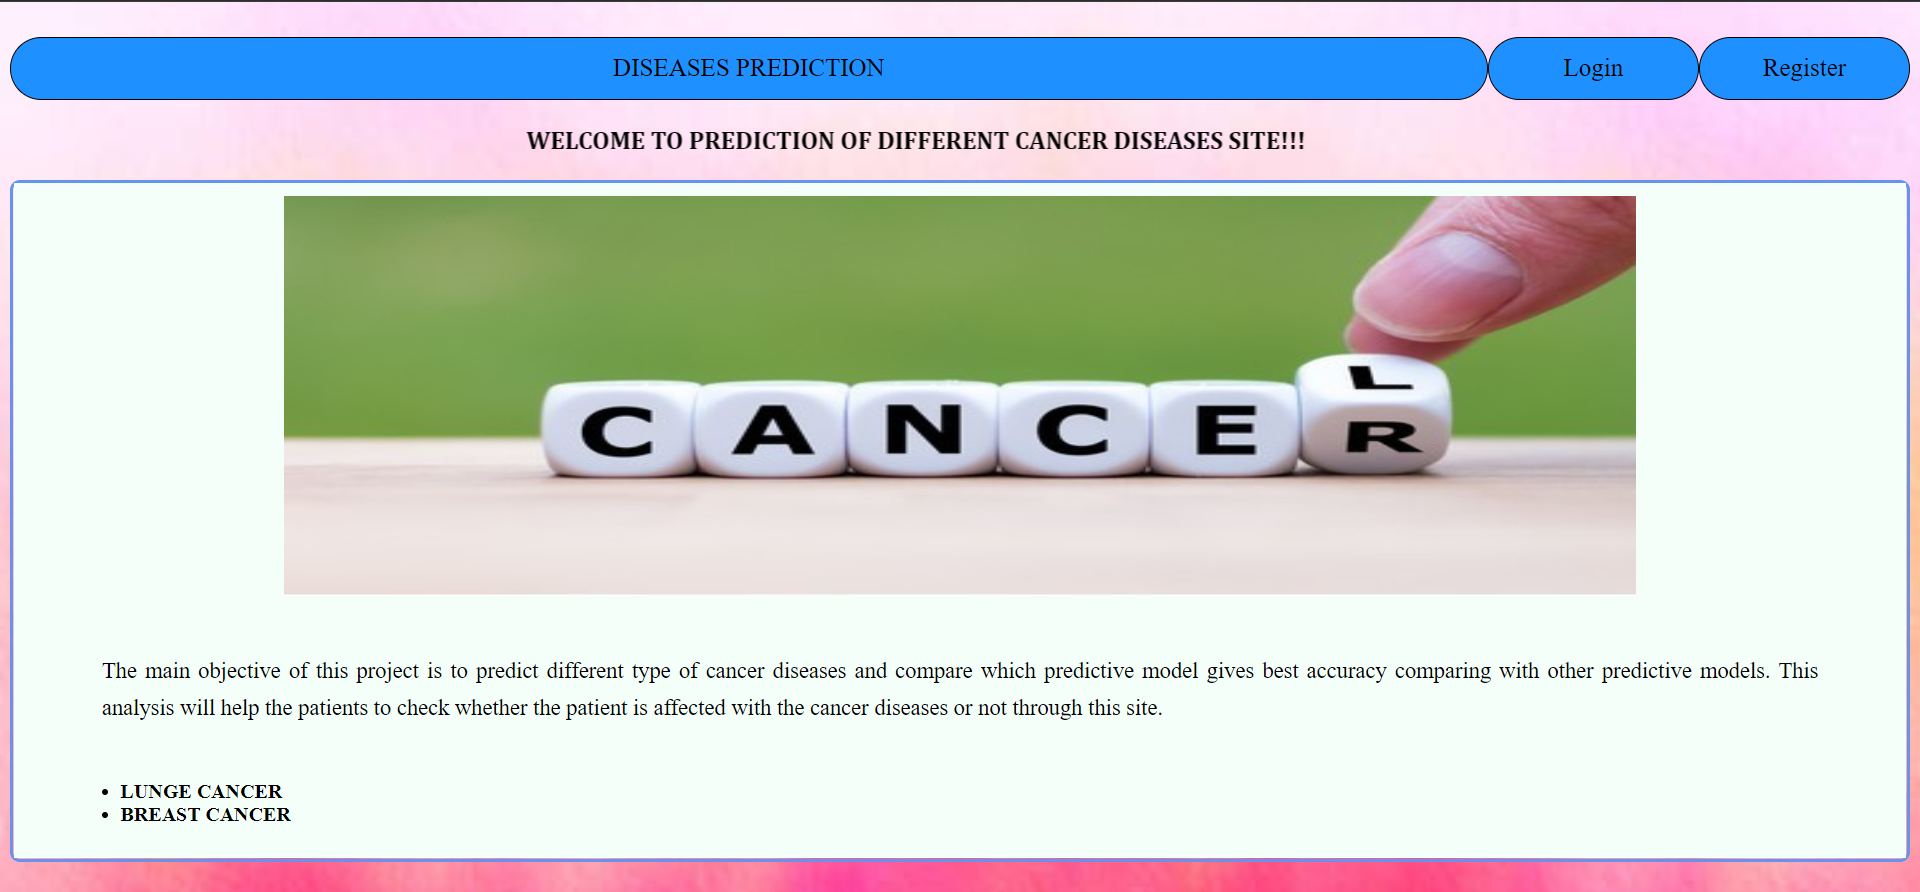 DISEASES PREDICTION Login Register
WELCOME TO PREDICTION OF DIFFERENT CANCER DISEASES SITE!!!
L
C A N C E R
The main objective of this project is to predict different type of cancer diseases and compare which predictive model gives best accuracy comparing with other predictive models. This
analysis will help the patients to check whether the patient is affected with the cancer diseases or not through this site.
• LUNGE CANCER
• BREAST CANCER